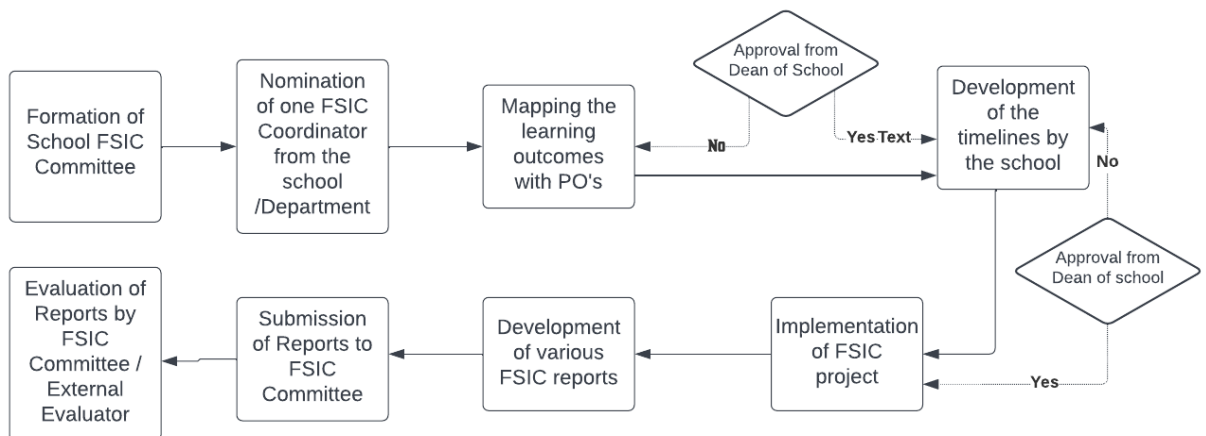 Formation of
School FSIC
Committee
Nomination
of one FSIC
Coordinator
from the
school
/Department
Mapping the
learning
outcomes
with PO's
Approval from
Dean of School
No
Yes Text
Development
of the
timelines by
the school
No
Approval from
Dean of school
Yes
Implementation
of FSIC
project
Development
of various
FSIC reports
Submission
of Reports to
FSIC
Committee
Evaluation of
Reports by
FSIC
Committee /
External
Evaluator